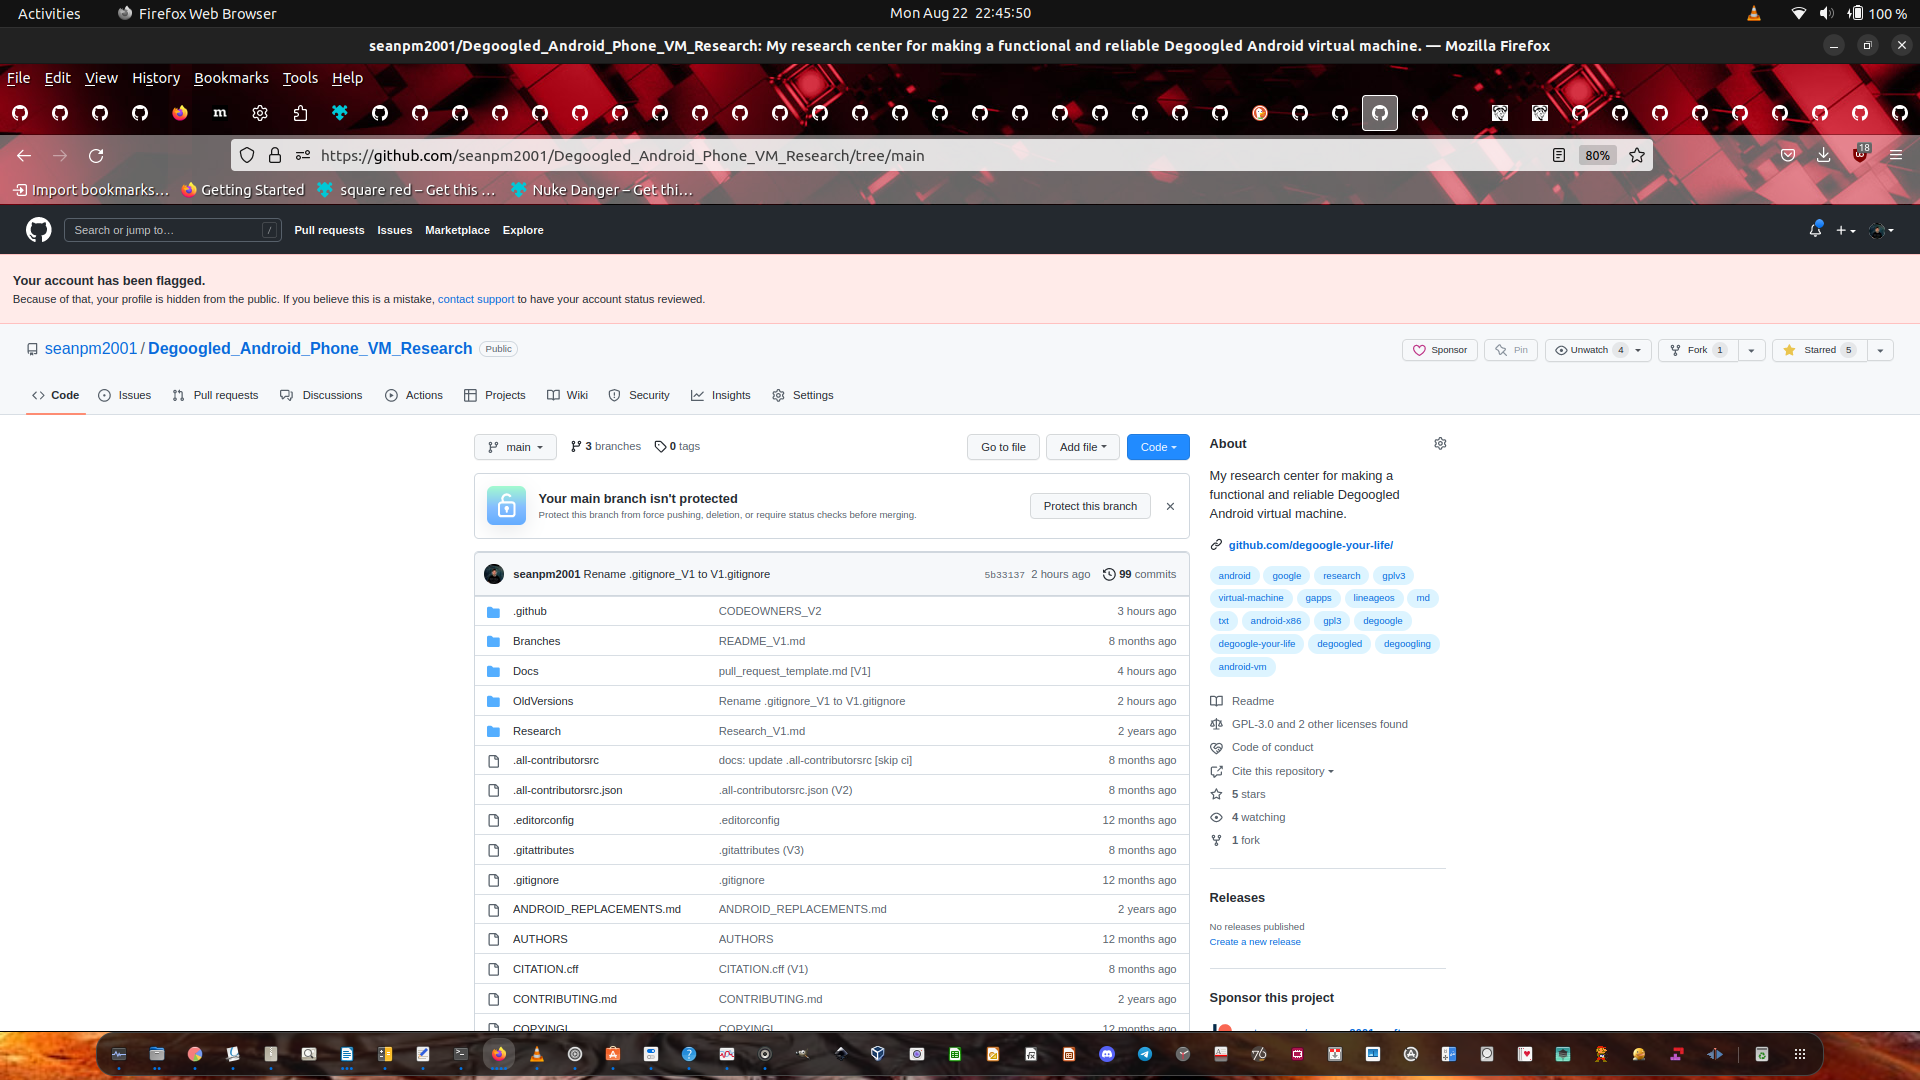 Activities
Firefox Web Browser
Mon Aug 22 22:45:50
100 %
seanpm2001/Degoogled_Android_Phone_VM_Research: My research center for making a functional and reliable Degoogled Android virtual machine. — Mozilla Firefox
File Edit View History Bookmarks Tools Help
https://github.com/seanpm2001/Degoogled_Android_Phone_VM_Research/tree/main
80%
18
Import bookmarks…
Getting Started
square red – Get this …
Nuke Danger – Get thi…
Search or jump to…
/
Pull requests
Issues
Marketplace
Explore
Your account has been flagged.
Because of that, your profile is hidden from the public. If you believe this is a mistake, contact support to have your account status reviewed.
seanpm2001 / Degoogled_Android_Phone_VM_Research
Public
Sponsor
Pin
Unwatch 4
Fork 1
Starred 5
Code
Issues
Pull requests
Discussions
Actions
Projects
Wiki
Security
Insights
Settings
main
3 branches
0 tags
Go to file
Add file
Code
Your main branch isn't protected
Protect this branch from force pushing, deletion, or require status checks before merging.
Protect this branch
seanpm2001 Rename .gitignore_V1 to V1.gitignore
5b33137 2 hours ago
99 commits
.github CODEOWNERS_V2 3 hours ago
Branches README_V1.md 8 months ago
Docs pull_request_template.md [V1] 4 hours ago
OldVersions Rename .gitignore_V1 to V1.gitignore 2 hours ago
Research Research_V1.md 2 years ago
.all-contributorsrc docs: update .all-contributorsrc [skip ci] 8 months ago
.all-contributorsrc.json .all-contributorsrc.json (V2) 8 months ago
.editorconfig .editorconfig 12 months ago
.gitattributes .gitattributes (V3) 8 months ago
.gitignore .gitignore 12 months ago
ANDROID_REPLACEMENTS.md ANDROID_REPLACEMENTS.md 2 years ago
AUTHORS AUTHORS 12 months ago
CITATION.cff CITATION.cff (V1) 8 months ago
CONTRIBUTING.md CONTRIBUTING.md 2 years ago
12 months ago
About
My research center for making a
functional and reliable Degoogled
Android virtual machine.
github.com/degoogle-your-life/
android google research gplv3
virtual-machine gapps lineageos md
txt android-x86 gpl3 degoogle
degoogle-your-life degoogled degoogling
android-vm
Readme
GPL-3.0 and 2 other licenses found
Code of conduct
Cite this repository
5 stars
4 watching
1 fork
Releases
No releases published
Create a new release
Sponsor this project